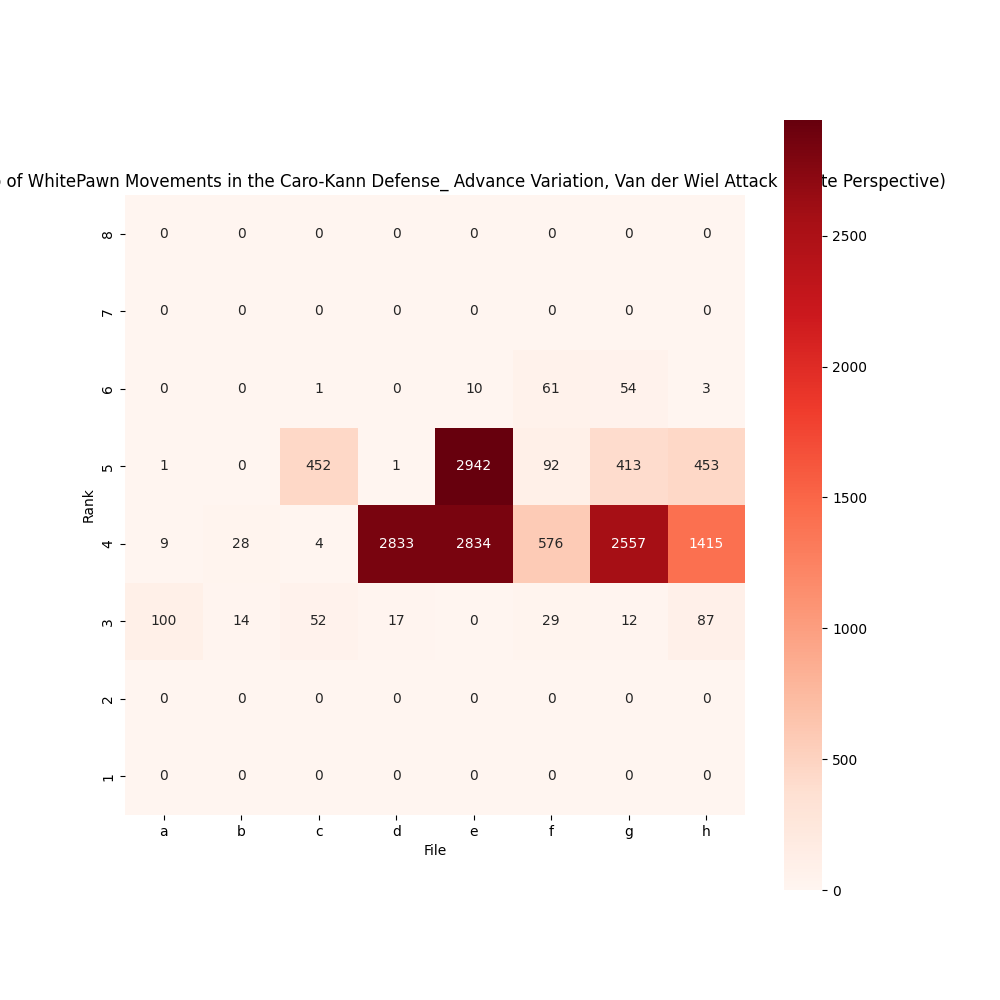 of WhitePawn Movements in the Caro-Kann Defense_ Advance Variation, Van der Wiel Attack te Perspective)
8 0 0 0 0 0 0 0 0
7 0 0 0 0 0 0 0 0
6 0 0 1 0 10 61 54 3
5 1 0 452 1 2942 92 413 453
4 9 28 4 2833 2834 576 2557 1415
3 100 14 52 17 0 29 12 87
2 0 0 0 0 0 0 0 0
1 0 0 0 0 0 0 0 0
a b c d e f g h
File
Rank
2500
2000
1500
1000
500
0